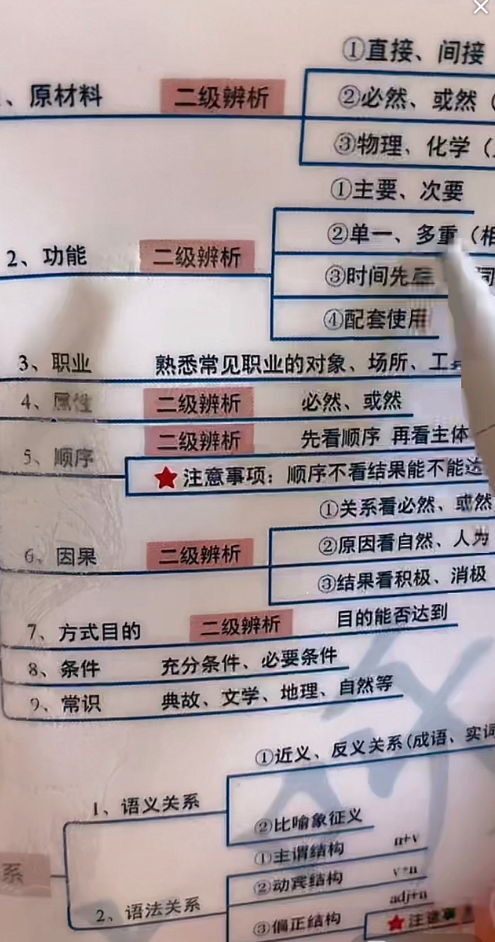 ①直接、间接
、原材料 二级辨析 ②必然、或然（
③物理、化学（
①主要、次要
②单一、多重（相
2、功能 二级辨析
③时间先后 同
④配套使用
3、职业 熟悉常见职业的对象、场所、工具
4、属性 二级辨析 必然、或然
二级辨析 先看顺序 再看主体
5、顺序
★注意事项：顺序不看结果能不能达
①关系看必然、或然
6、因果 二级辨析 ②原因看自然、人为
③结果看积极、消极
7、方式目的 二级辨析 目的能否达到
8、条件 充分条件、必要条件
9、常识 典故、文学、地理、自然等
①近义、反义关系（成语、实词
1、语义关系
②比喻象征义
①主谓结构 n+v
系
②动宾结构 v+n
2、语法关系 adj+n
③偏正结构 ★注意事